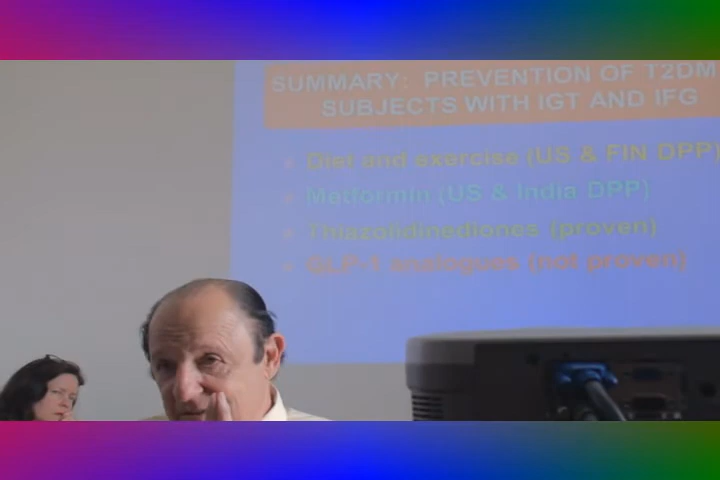 SUMMARY: PREVENTION OF T2DM
SUBJECTS WITH IGT AND IFG
Diet and exercise (US & FIN DPP)
Metformin (US & India DPP)
Thiazolidinediones (proven)
GLP-1 analogues (not proven)